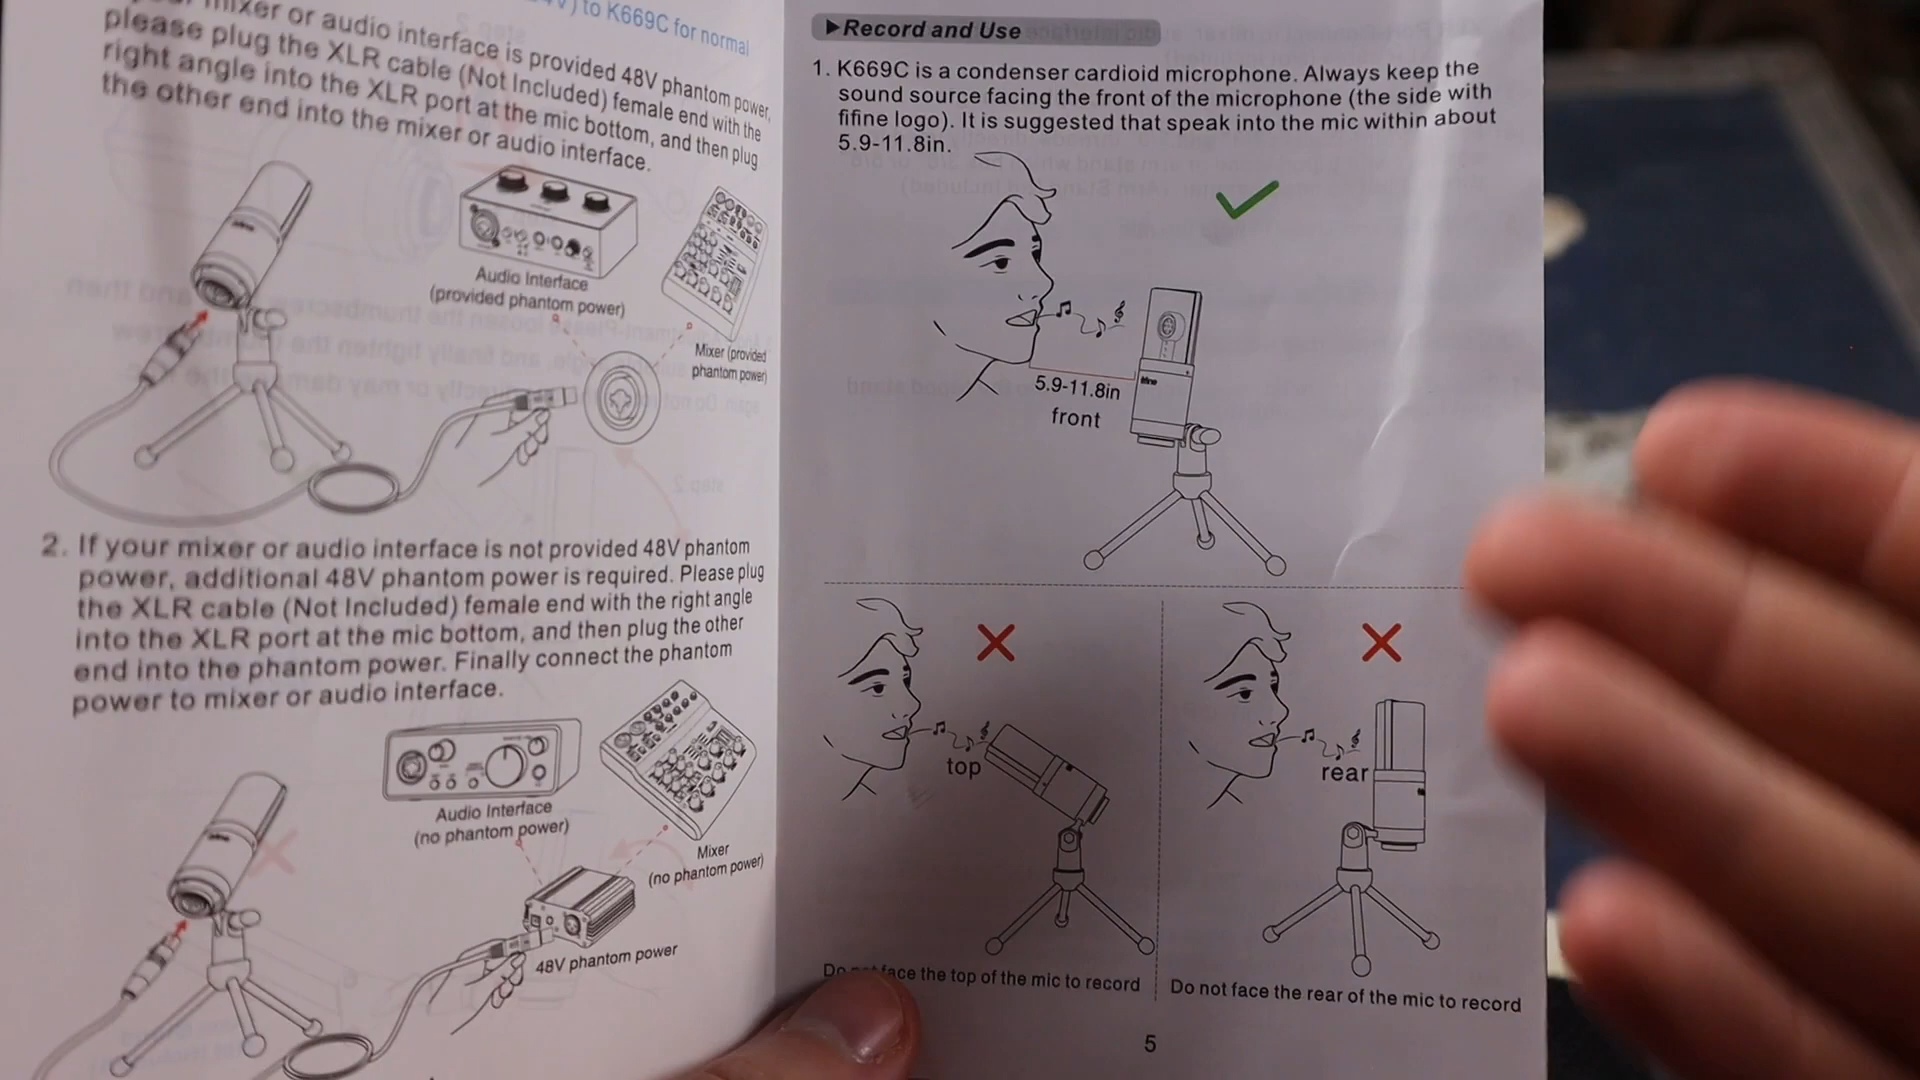 V) to K669C for normal
mixer or audio interface is provided 48V phantom power,
please plug the XLR cable (Not Included) female end with the
right angle into the XLR port at the mic bottom, and then plug
the other end into the mixer or audio interface.
Audio Interface
(provided phantom power)
Mixer (provided
phantom power)
2. If your mixer or audio interface is not provided 48V phantom
power, additional 48V phantom power is required. Please plug
the XLR cable (Not Included) female end with the right angle
into the XLR port at the mic bottom, and then plug the other
end into the phantom power. Finally connect the phantom
power to mixer or audio interface.
Audio Interface
(no phantom power)
Mixer
(no phantom power)
48V phantom power
►Record and Use
1. K669C is a condenser cardioid microphone. Always keep the
sound source facing the front of the microphone (the side with
fifine logo). It is suggested that speak into the mic within about
5.9-11.8in.
5.9-11.8in
front
fifine
top
rear
Do not face the top of the mic to record
Do not face the rear of the mic to record
5